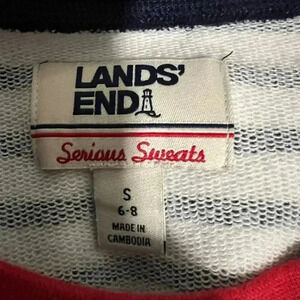 LANDS'
END
Serious Sweats
S
6-8
MADE IN
CAMBODIA